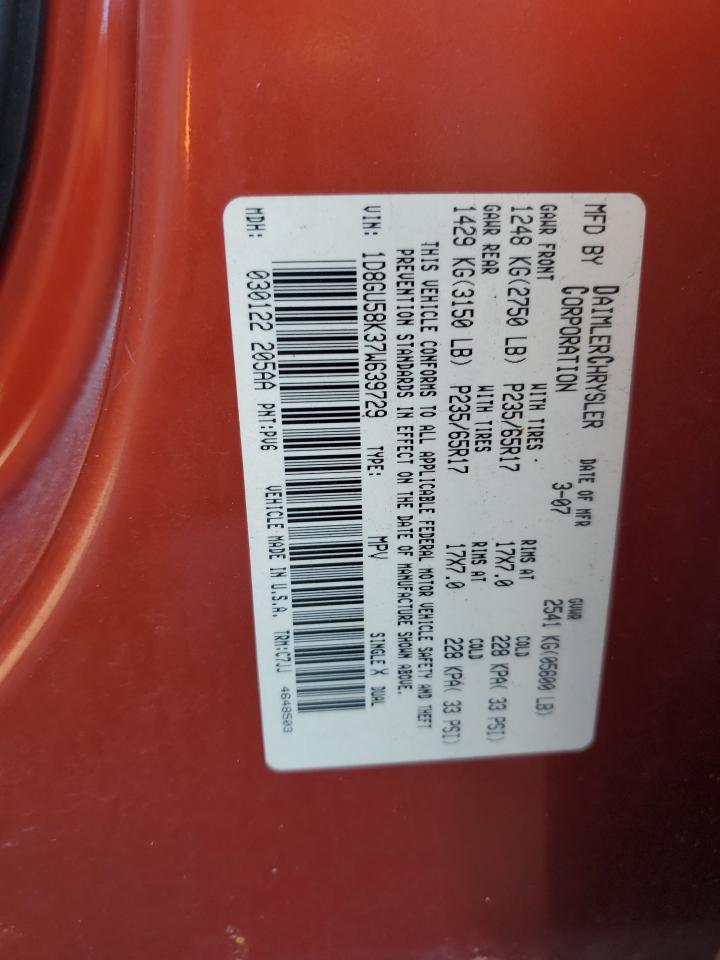 MFD BY DAIMLERCHRYSLER CORPORATION DATE OF MFR 3-07 GVWR 2541 KG(05600 LB)
GAWR FRONT WITH TIRES RIMS AT COLD
1248 KG(2750 LB) P235/65R17 17X7.0 228 KPA( 33 PSI)
GAWR REAR WITH TIRES RIMS AT COLD
1429 KG(3150 LB) P235/65R17 17X7.0 228 KPA( 33 PSI)
THIS VEHICLE CONFORMS TO ALL APPLICABLE FEDERAL MOTOR VEHICLE SAFETY AND THEFT
PREVENTION STANDARDS IN EFFECT ON THE DATE OF MANUFACTURE SHOWN ABOVE.
VIN: 1D8GU58K37W639729 TYPE: MPV SINGLE X DUAL
MDH: 030122 205AA PNT:PV6 VEHICLE MADE IN U.S.A. TRM:C7JJ 4648503